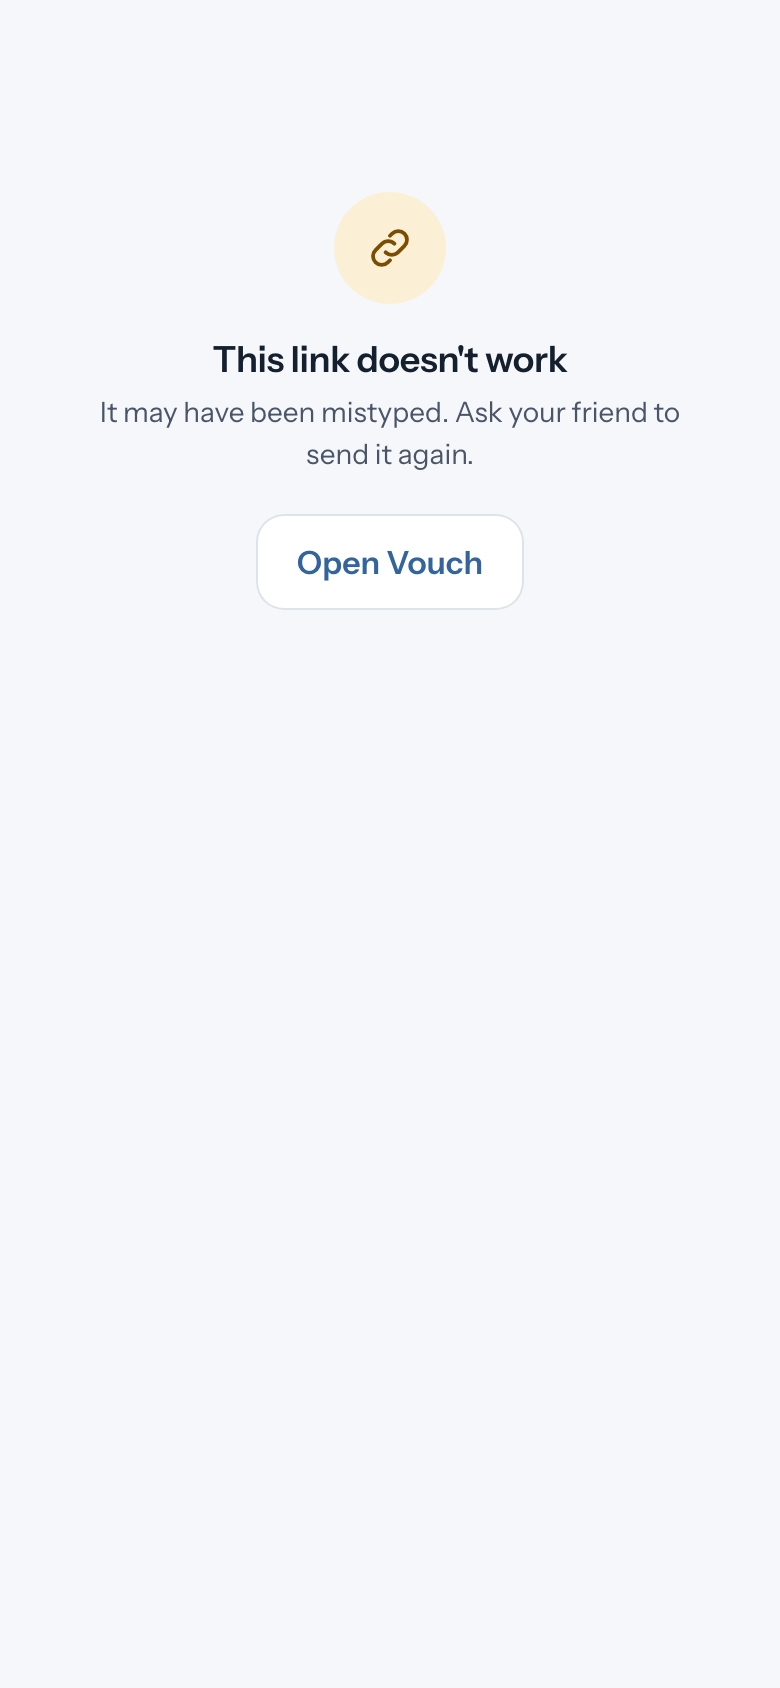 This link doesn't work
It may have been mistyped. Ask your friend to
send it again.
Open Vouch